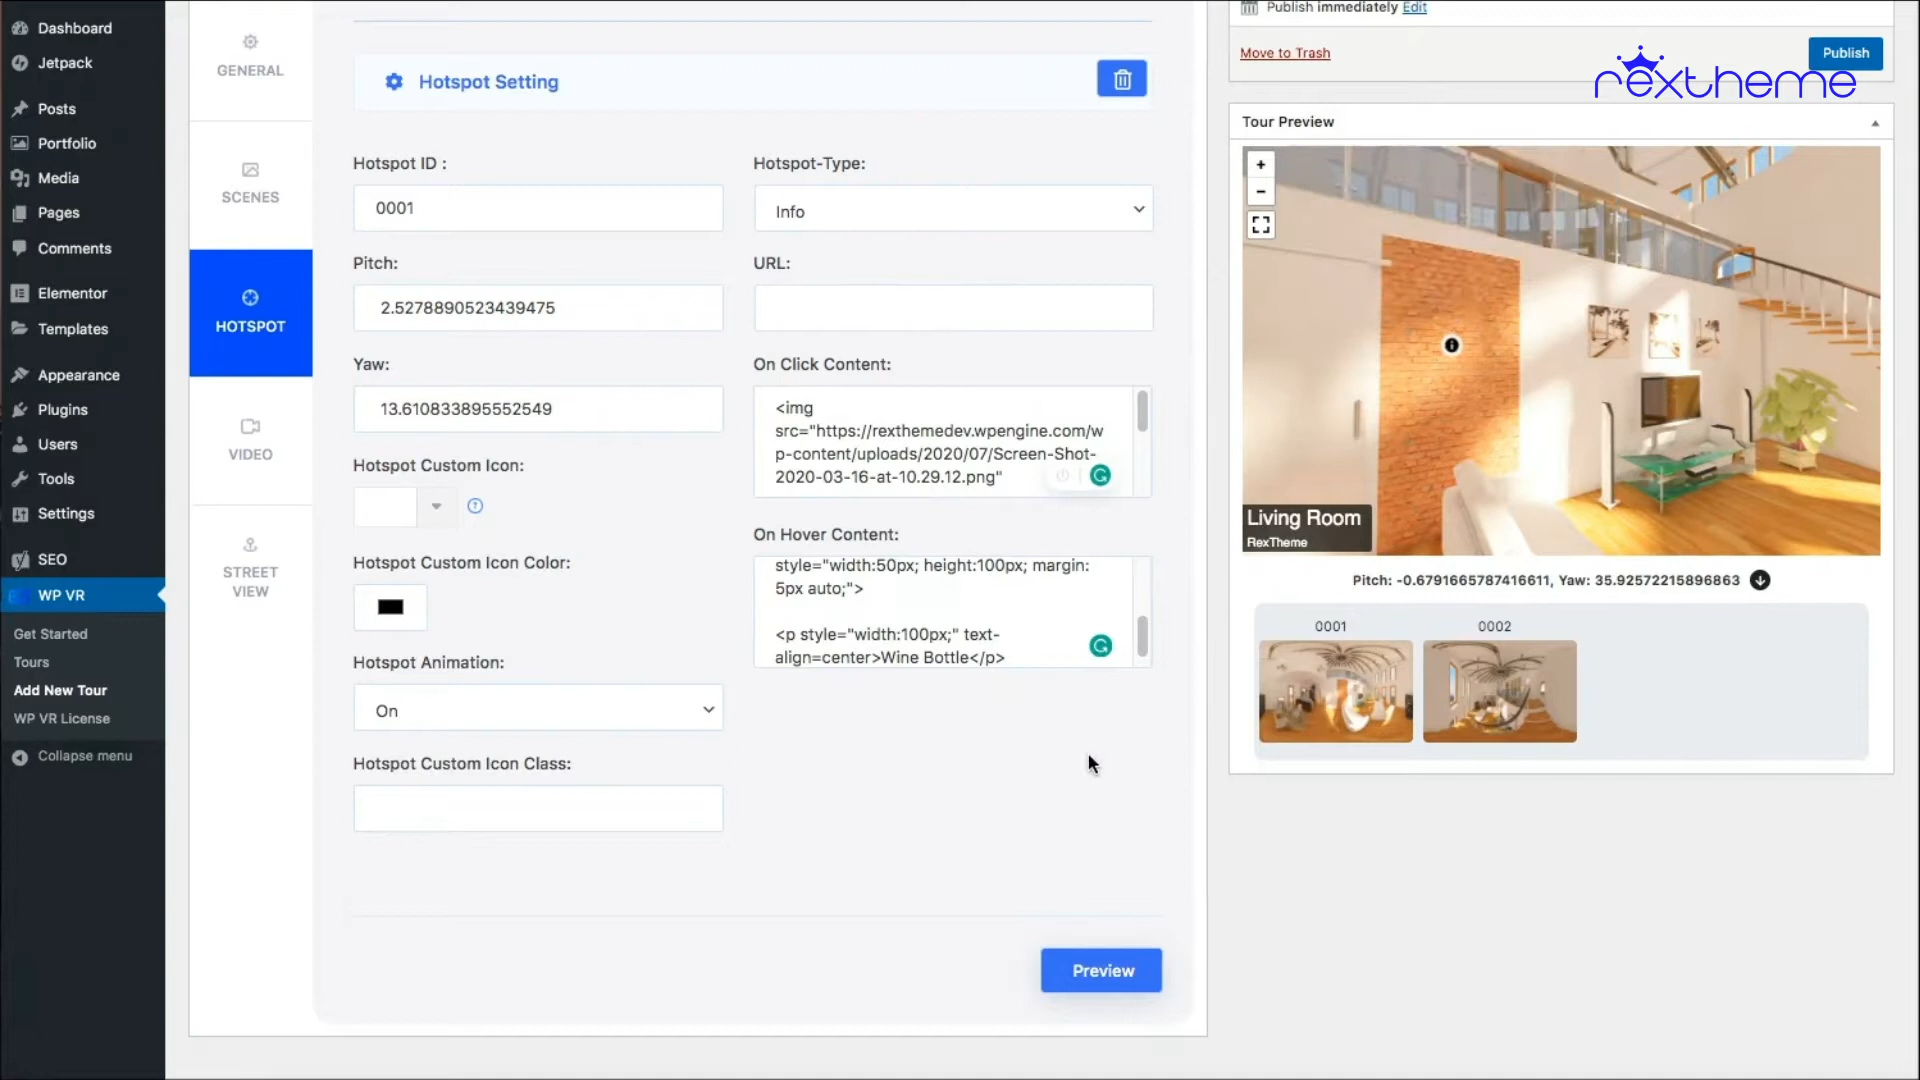 Dashboard
Jetpack
Posts
Portfolio
Media
Pages
Comments
Elementor
Templates
Appearance
Plugins
Users
Tools
Settings
SEO
WP VR
Get Started
Tours
Add New Tour
WP VR License
Collapse menu
GENERAL
SCENES
HOTSPOT
VIDEO
STREET
VIEW
Hotspot Setting
Hotspot ID :
0001
Pitch:
2.5278890523439475
Yaw:
13.610833895552549
Hotspot Custom Icon:
Hotspot Custom Icon Color:
Hotspot Animation:
On
Hotspot Custom Icon Class:
Hotspot-Type:
Info
URL:
On Click Content:
<img
src="https://rexthemedev.wpengine.com/w
p-content/uploads/2020/07/Screen-Shot-
2020-03-16-at-10.29.12.png"
On Hover Content:
style="width:50px; height:100px; margin:
5px auto;">
<p style="width:100px;" text-
align=center>Wine Bottle</p>
Preview
Publish immediately Edit
Move to Trash
Publish
rextheme
Tour Preview
+
-
Living Room
RexTheme
Pitch: -0.6791665787416611, Yaw: 35.92572215896863
0001
0002